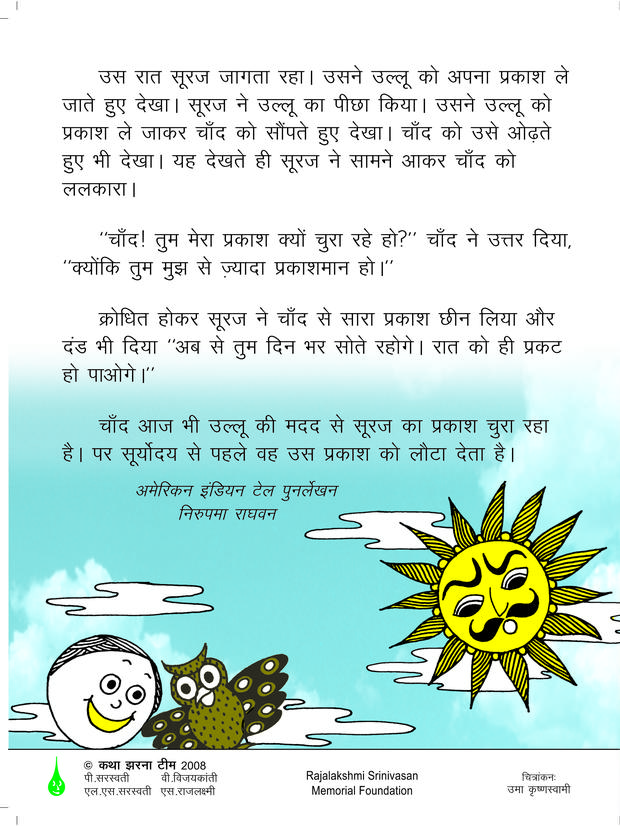 उस रात सूरज जागता रहा। उसने उल्लू को अपना प्रकाश ले
जाते हुए देखा। सूरज ने उल्लू का पीछा किया। उसने उल्लू को
प्रकाश ले जाकर चाँद को सौंपते हुए देखा। चाँद को उसे ओढ़ते
हुए भी देखा। यह देखते ही सूरज ने सामने आकर चाँद को
ललकारा।
“चाँद! तुम मेरा प्रकाश क्यों चुरा रहे हो?” चाँद ने उत्तर दिया,
“क्योंकि तुम मुझ से ज़्यादा प्रकाशमान हो।”
क्रोधित होकर सूरज ने चाँद से सारा प्रकाश छीन लिया और
दंड भी दिया “अब से तुम दिन भर सोते रहोगे। रात को ही प्रकट
हो पाओगे।”
चाँद आज भी उल्लू की मदद से सूरज का प्रकाश चुरा रहा
है। पर सूर्योदय से पहले वह उस प्रकाश को लौटा देता है।
अमेरिकन इंडियन टेल पुनर्लेखन
निरुपमा राघवन
© कथा झरना टीम 2008
पी.सरस्वती वी.विजयकांती
एल.एस.सरस्वती एस.राजलक्ष्मी
Rajalakshmi Srinivasan
Memorial Foundation
चित्रांकनः
उमा कृष्णस्वामी